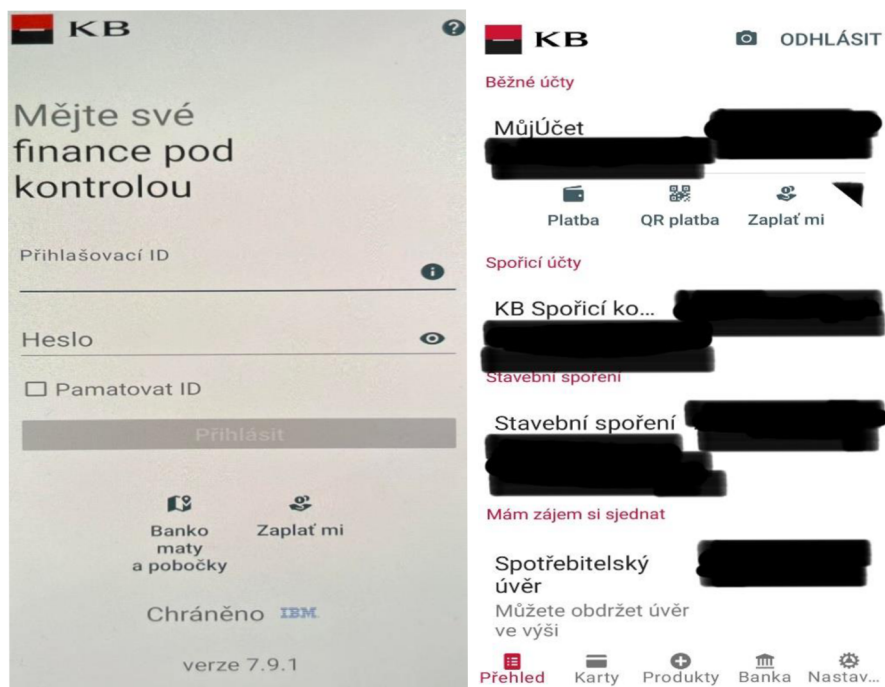 KB
Mějte své
finance pod
kontrolou
Přihlašovací ID
Heslo
Pamatovat ID
Přihlásit
Banko
maty
a pobočky
Zaplať mi
Chráněno IBM
verze 7.9.1
KB
ODHLÁSIT
Běžné účty
MůjÚčet
Platba
QR platba
Zaplať mi
Spořicí účty
KB Spořicí ko...
Stavební spoření
Stavební spoření
Mám zájem si sjednat
Spotřebitelský
úvěr
Můžete obdržet úvěr
ve výši
Přehled
Karty
Produkty
Banka
Nastav...